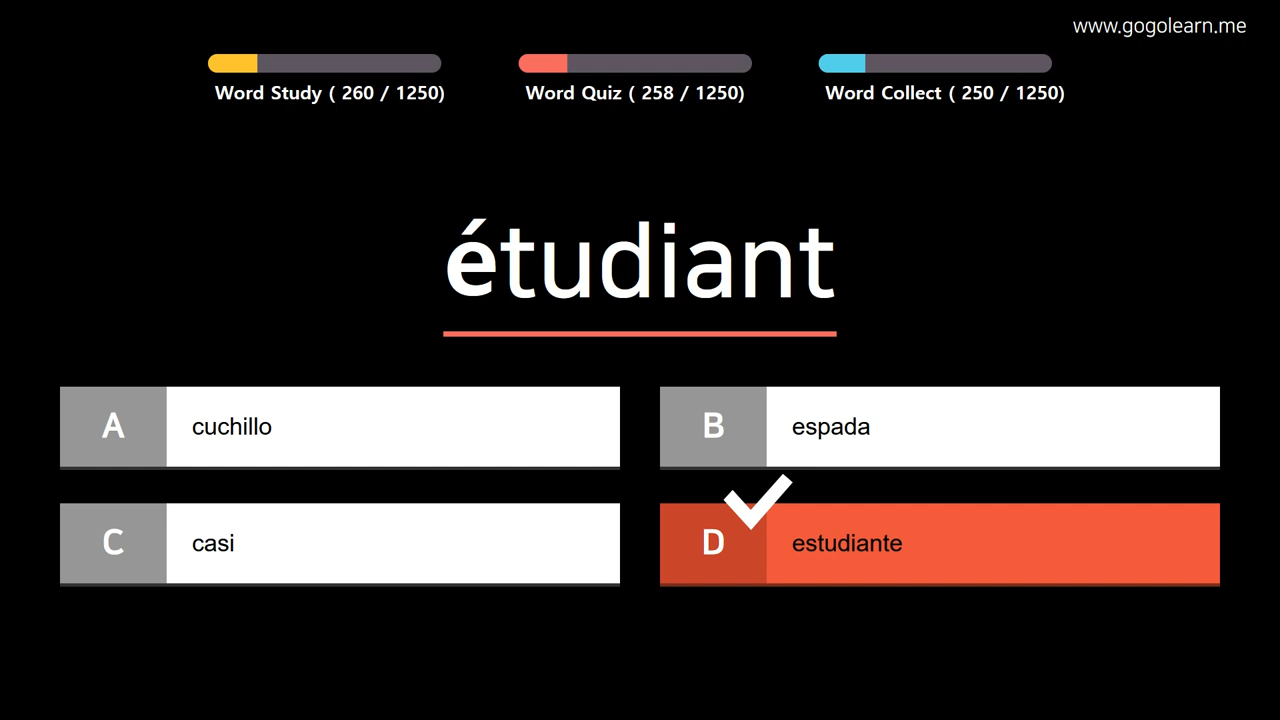 www.gogolearn.me
Word Study ( 260 / 1250)
Word Quiz ( 258 / 1250)
Word Collect ( 250 / 1250)
étudiant
A cuchillo
B espada
C casi
D estudiante